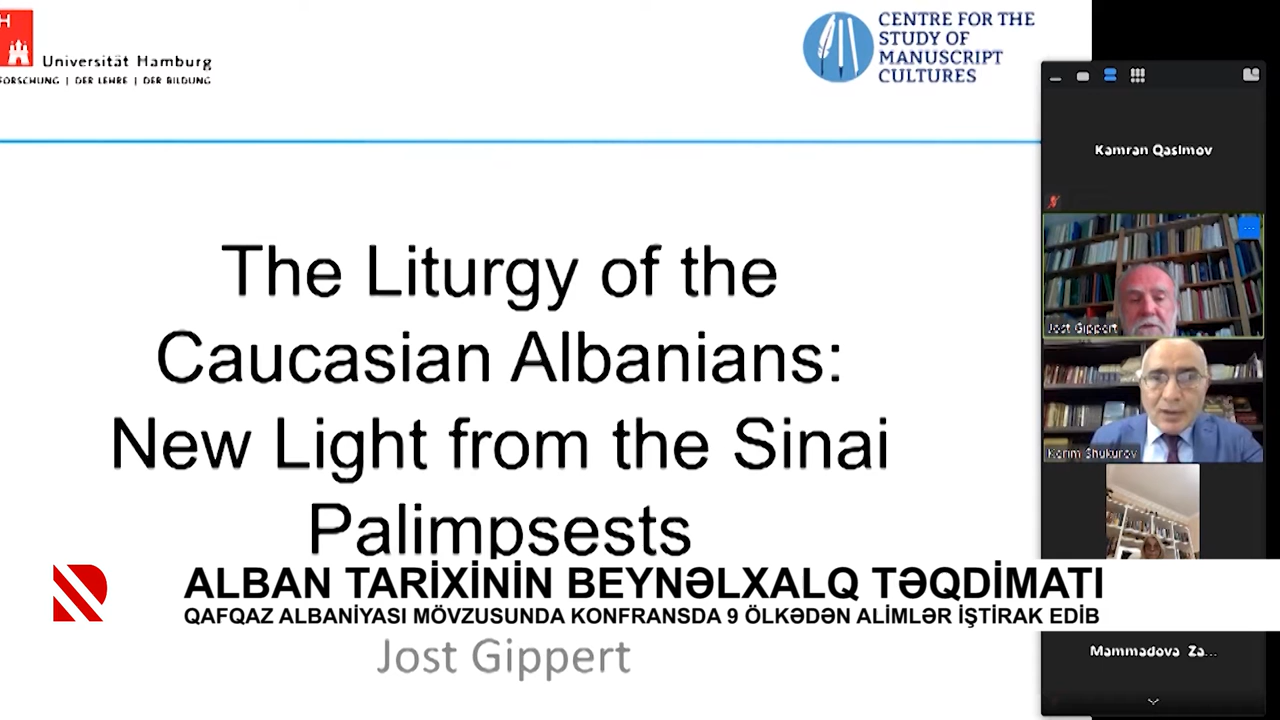 Universität Hamburg
FORSCHUNG | DER LEHRE | DER BILDUNG
CENTRE FOR THE
STUDY OF
MANUSCRIPT
CULTURES
The Liturgy of the
Caucasian Albanians:
New Light from the Sinai
Palimpsests
Jost Gippert
ALBAN TARİXİNİN BEYNƏLXALQ TƏQDİMATI
QAFQAZ ALBANİYASI MÖVZUSUNDA KONFRANSDA 9 ÖLKƏDƏN ALİMLƏR İŞTİRAK EDİB
Kamran Qasımov
Jost Gippert
Kerim Shukurov
Mammadova Za...